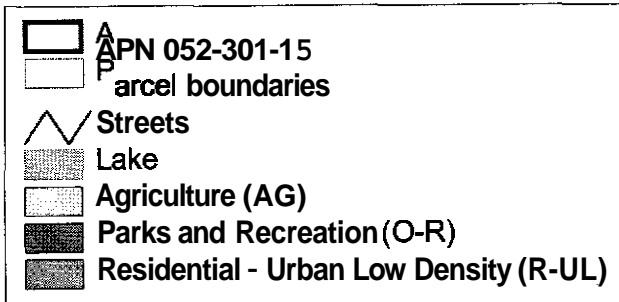 APN 052-301-15
Parcel boundaries
Streets
Lake
Agriculture (AG)
Parks and Recreation (O-R)
Residential - Urban Low Density (R-UL)